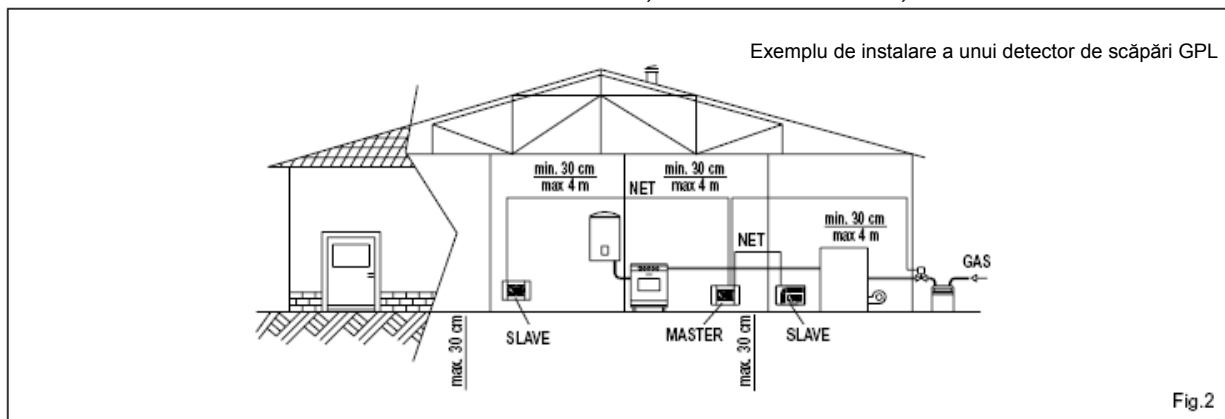 Exemplu de instalare a unui detector de scăpări GPL
min. 30 cm
max 4 m
NET
min. 30 cm
max 4 m
min. 30 cm
max 4 m
NET
GAS
SLAVE
MASTER
SLAVE
max. 30 cm
max. 30 cm
Fig.2